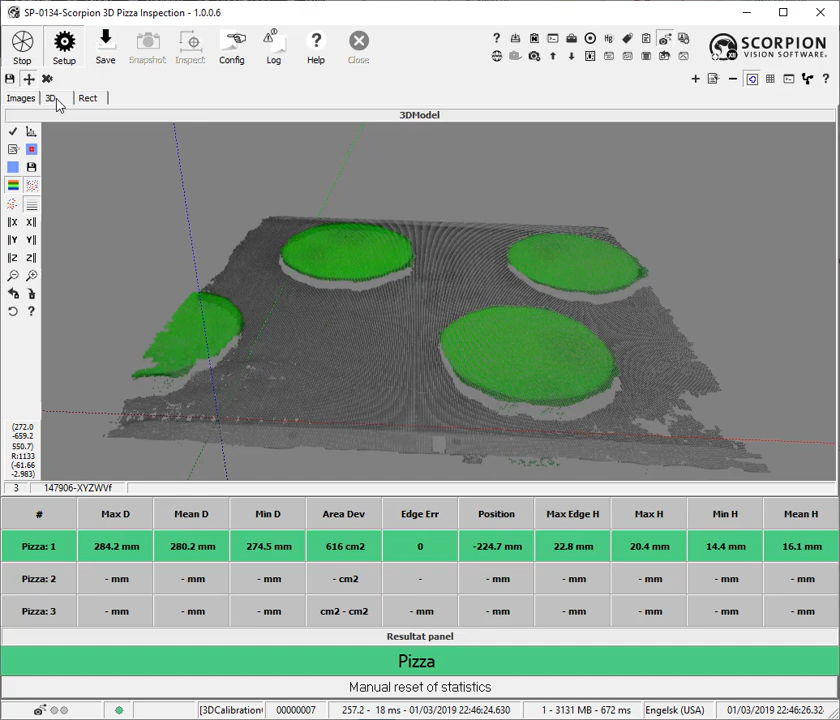 SP-0134-Scorpion 3D Pizza Inspection - 1.0.0.6
Stop Setup Save Snapshot Inspect Config Log Help Close
SCORPION
VISION SOFTWARE®
Images 3D Rect
3DModel
||X X||
||Y Y||
||Z Z||
(272.0
-659.2
550.7)
R:1133
(-61.66
-2.983)
3 147906-XYZWVf
# Max D Mean D Min D Area Dev Edge Err Position Max Edge H Max H Min H Mean H
Pizza: 1 284.2 mm 280.2 mm 274.5 mm 616 cm2 0 -224.7 mm 22.8 mm 20.4 mm 14.4 mm 16.1 mm
Pizza: 2 - mm - mm - mm - cm2 - - mm - mm - mm - mm - mm
Pizza: 3 - mm - mm - mm cm2 - cm2 - mm - mm - mm - mm - mm - mm
Resultat panel
Pizza
Manual reset of statistics
[3DCalibration 00000007 257.2 - 18 ms - 01/03/2019 22:46:24.630 1 - 3131 MB - 672 ms Engelsk (USA) 01/03/2019 22:46:26.32